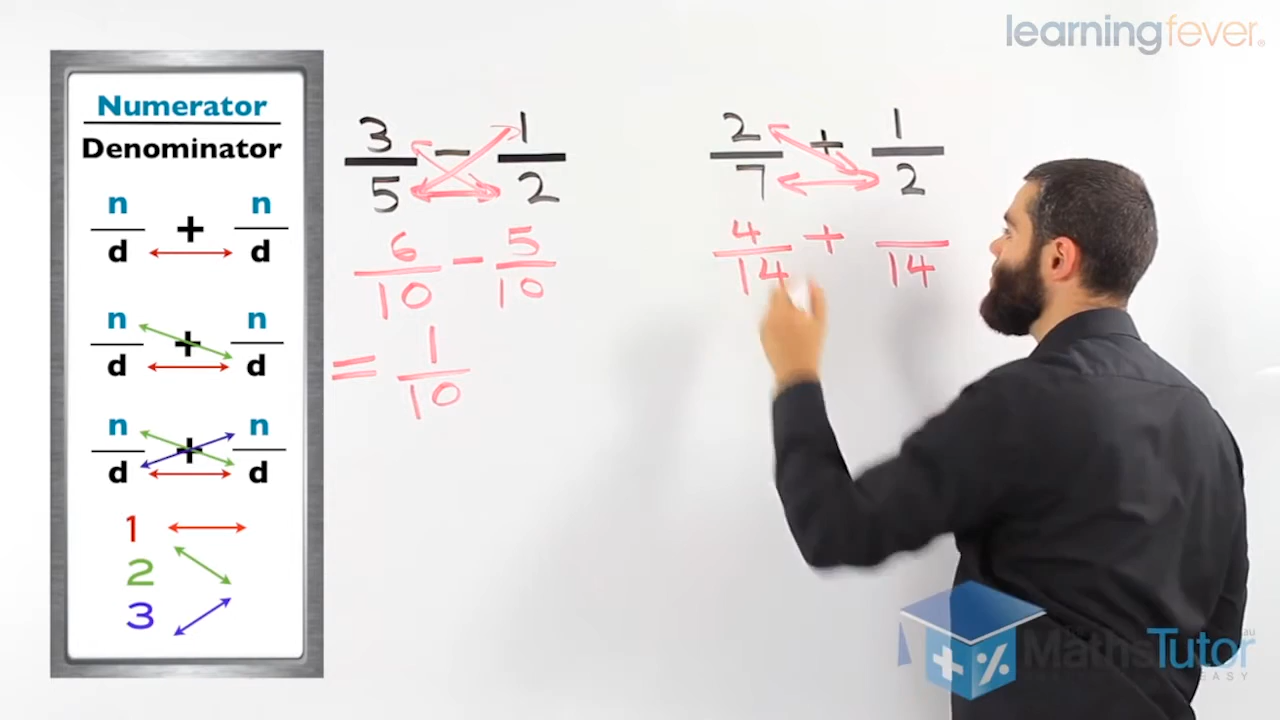 learningfever®
Numerator
Denominator
n + n
d d
n + n
d d
n + n
d d
1
2
3
3 - 1
5 2
6 - 5
10 10
= 1
10
2 + 1
7 2
4 +
14 14
MathsTutor
EASY